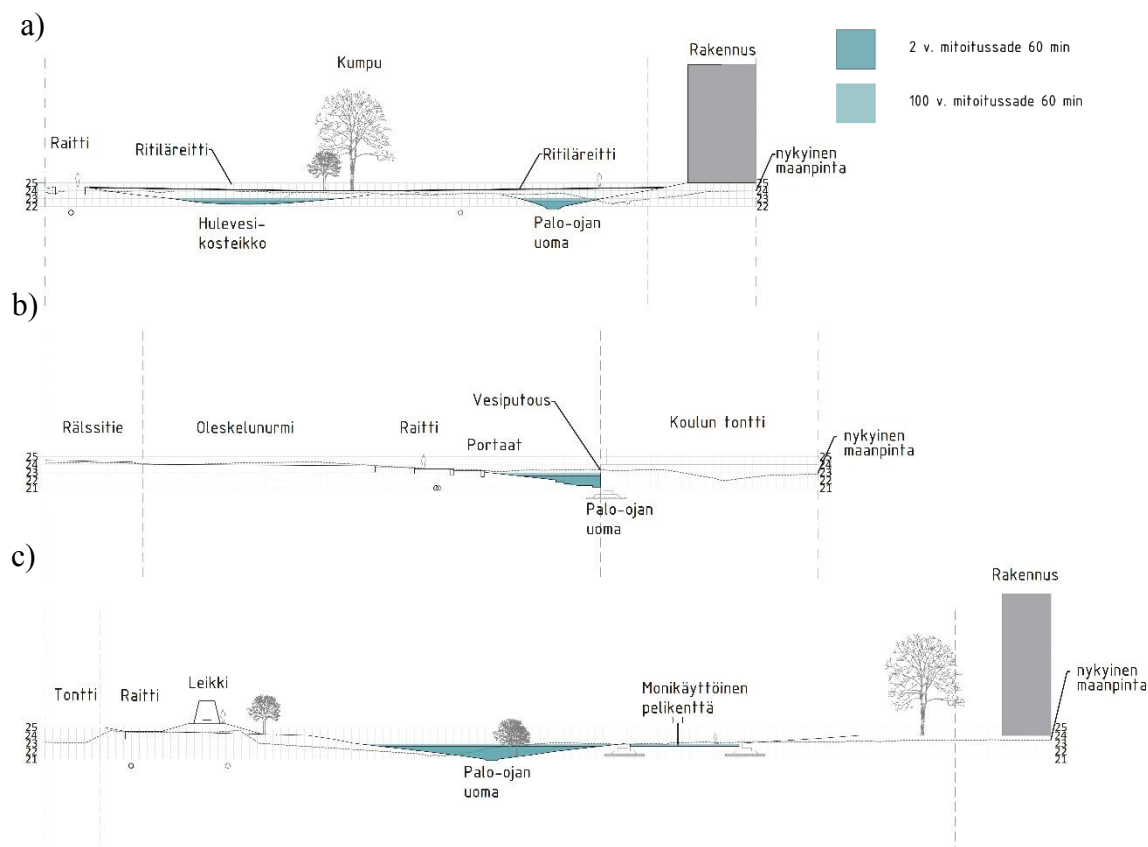 a)
Rakennus
2 v. mitoitussade 60 min
Kumpu
100 v. mitoitussade 60 min
Raitti
Ritiläreitti
Ritiläreitti
nykyinen
maanpinta
25
24
23
22
25
24
23
22
Hulevesi-
kosteikko
Palo-ojan
uoma
b)
Vesiputous
Rälssitie
Oleskelunurmi
Raitti
Koulun tontti
Portaat
nykyinen
maanpinta
25
24
23
22
21
25
24
23
22
21
Palo-ojan
uoma
c)
Rakennus
Tontti
Raitti
Leikki
Monikäyttöinen
pelikenttä
nykyinen
maanpinta
25
24
23
22
21
25
24
23
22
21
Palo-ojan
uoma